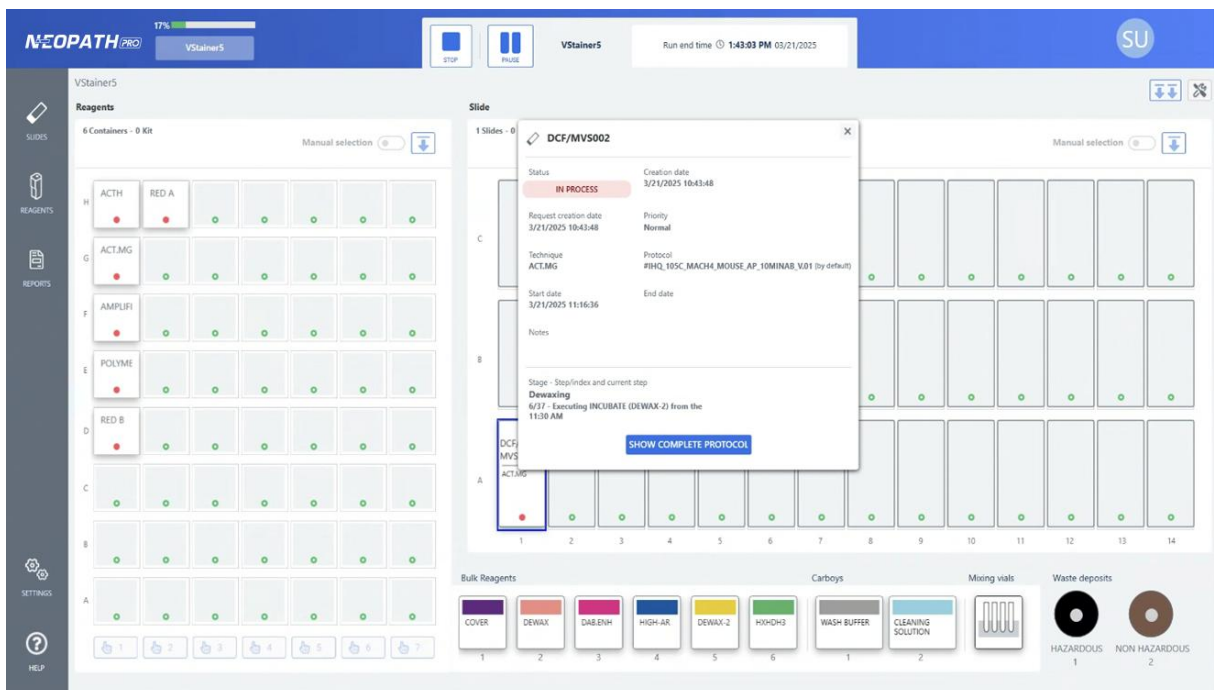 NEOPATH PRO
17%
VStainer5
STOP
PAUSE
VStainer5
Run end time 1:43:03 PM 03/21/2025
SU
SLIDES
REAGENTS
REPORTS
SETTINGS
HELP
VStainer5
Reagents
6 Containers - 0 Kit
Manual selection
H
ACTH
RED A
G
ACT.MG
F
AMPLIFI
E
POLYME
D
RED B
C
B
A
1 2 3 4 5 6 7
Slide
1 Slides - 0
Manual selection
C
B
A
DCF/
MVS
ACT.MG
1 2 3 4 5 6 7 8 9 10 11 12 13 14
DCF/MVS002
×
Status
IN PROCESS
Creation date
3/21/2025 10:43:48
Request creation date
3/21/2025 10:43:48
Priority
Normal
Technique
ACT.MG
Protocol
#IHQ_105C_MACH4_MOUSE_AP_10MINAB_V.01 (by default)
Start date
3/21/2025 11:16:36
End date
Notes
Stage - Step/index and current step
Dewaxing
6/37 - Executing INCUBATE (DEWAX-2) from the
11:30 AM
SHOW COMPLETE PROTOCOL
Bulk Reagents
COVER
DEWAX
DAB.ENH
HIGH-AR
DEWAX-2
HXHDH3
1 2 3 4 5 6
Carboys
WASH BUFFER
CLEANING
SOLUTION
1 2
Mixing vials
Waste deposits
HAZARDOUS
1
NON HAZARDOUS
2